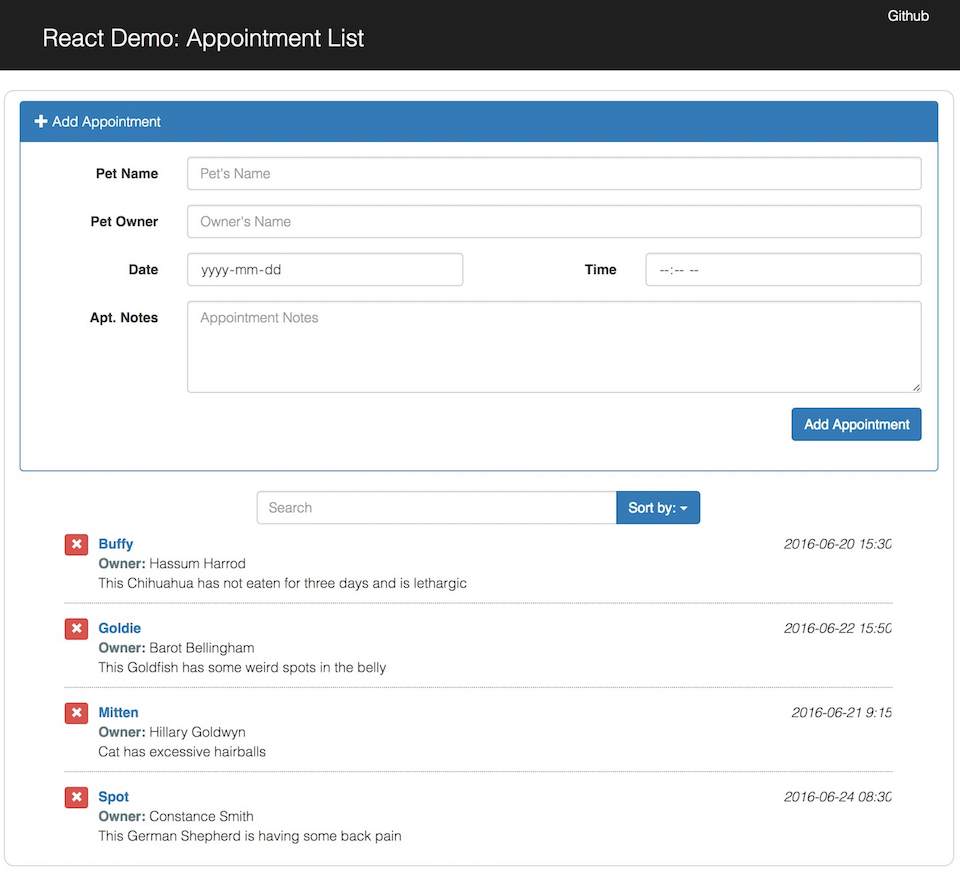 Github
React Demo: Appointment List
Add Appointment
Pet Name Pet's Name
Pet Owner Owner's Name
Date yyyy-mm-dd Time --:-- --
Apt. Notes Appointment Notes
Add Appointment
Search Sort by:
Buffy 2016-06-20 15:30
Owner: Hassum Harrod
This Chihuahua has not eaten for three days and is lethargic
Goldie 2016-06-22 15:50
Owner: Barot Bellingham
This Goldfish has some weird spots in the belly
Mitten 2016-06-21 9:15
Owner: Hillary Goldwyn
Cat has excessive hairballs
Spot 2016-06-24 08:30
Owner: Constance Smith
This German Shepherd is having some back pain